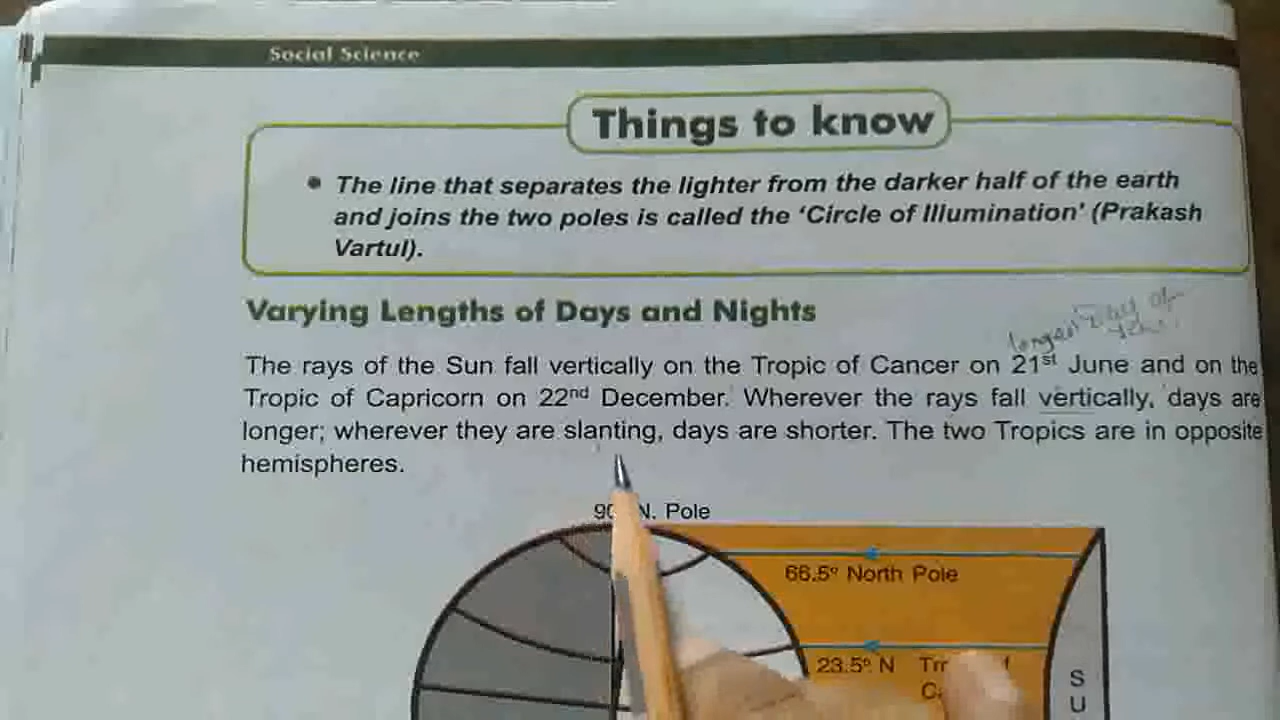 Social Science
Things to know
• The line that separates the lighter from the darker half of the earth
and joins the two poles is called the 'Circle of Illumination' (Prakash
Vartul).
Varying Lengths of Days and Nights
longest Day of
The rays of the Sun fall vertically on the Tropic of Cancer on 21st June and on the
Tropic of Capricorn on 22nd December. Wherever the rays fall vertically, days are
longer; wherever they are slanting, days are shorter. The two Tropics are in opposite
hemispheres.
N. Pole
66.5° North Pole
23.5° N
S
U